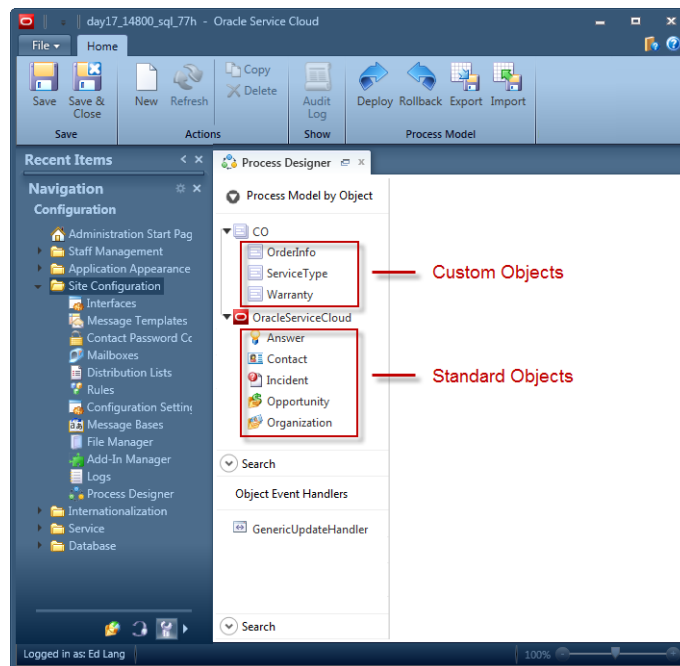 day17_14800_sql_77h - Oracle Service Cloud
File Home
Save Save & Close New Refresh Copy Delete Audit Log Deploy Rollback Export Import
Save Actions Show Process Model
Recent Items
Process Designer
Navigation
Process Model by Object
Configuration
Administration Start Pag
Staff Management
Application Appearance
Site Configuration
Interfaces
Message Templates
Contact Password Cc
Mailboxes
Distribution Lists
Rules
Configuration Setting
Message Bases
File Manager
Add-In Manager
Logs
Process Designer
Internationalization
Service
Database
CO
OrderInfo
ServiceType
Warranty
Custom Objects
OracleServiceCloud
Answer
Contact
Incident
Opportunity
Organization
Standard Objects
Search
Object Event Handlers
GenericUpdateHandler
Search
Logged in as: Ed Lang
100%